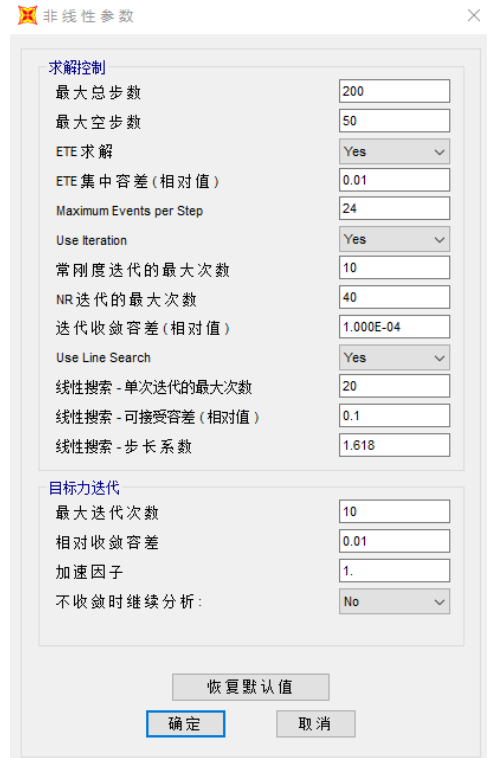 非线性参数
求解控制
最大总步数 200
最大空步数 50
ETE求解 Yes
ETE集中容差(相对值) 0.01
Maximum Events per Step 24
Use Iteration Yes
常刚度迭代的最大次数 10
NR迭代的最大次数 40
迭代收敛容差(相对值) 1.000E-04
Use Line Search Yes
线性搜索-单次迭代的最大次数 20
线性搜索-可接受容差(相对值) 0.1
线性搜索-步长系数 1.618
目标力迭代
最大迭代次数 10
相对收敛容差 0.01
加速因子 1.
不收敛时继续分析: No
恢复默认值
确定 取消